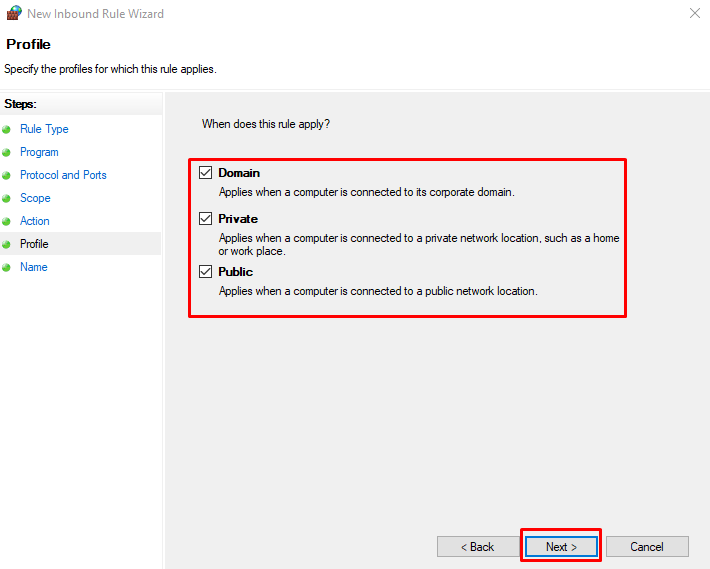 New Inbound Rule Wizard
Profile
Specify the profiles for which this rule applies.
Steps:
Rule Type
Program
Protocol and Ports
Scope
Action
Profile
Name
When does this rule apply?
Domain
Applies when a computer is connected to its corporate domain.
Private
Applies when a computer is connected to a private network location, such as a home
or work place.
Public
Applies when a computer is connected to a public network location.
< Back
Next >
Cancel